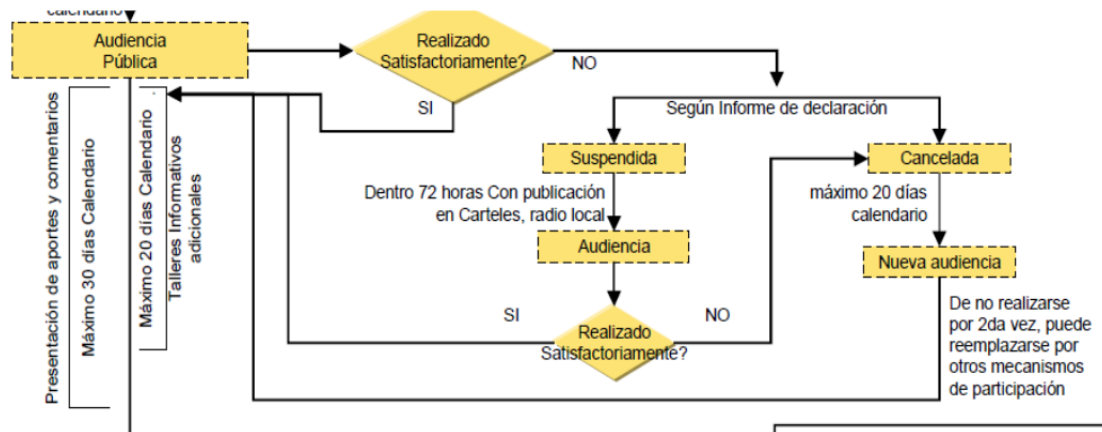 calendario
Audiencia
Pública
Realizado
Satisfactoriamente?
NO
SI
Según Informe de declaración
Presentación de aportes y comentarios
Máximo 30 días Calendario
Máximo 20 días Calendario
Talleres Informativos
adicionales
Suspendida
Cancelada
Dentro 72 horas Con publicación
en Carteles, radio local
máximo 20 días
calendario
Audiencia
Nueva audiencia
SI
NO
Realizado
Satisfactoriamente?
De no realizarse
por 2da vez, puede
reemplazarse por
otros mecanismos
de participación